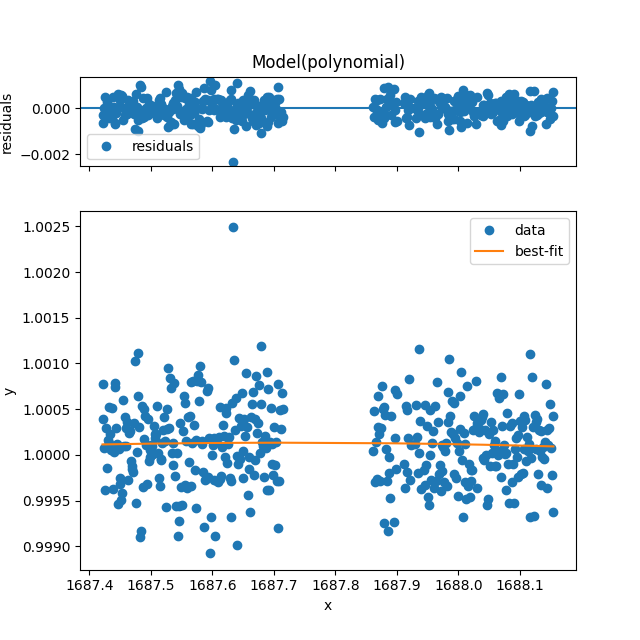 Model(polynomial)
residuals
0.000
−0.002
residuals
1.0025
1.0020
1.0015
1.0010
1.0005
1.0000
0.9995
0.9990
y
data
best-fit
1687.4 1687.5 1687.6 1687.7 1687.8 1687.9 1688.0 1688.1
x